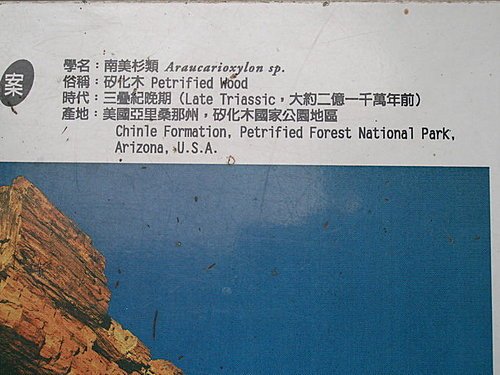 案
學名：南美杉類 Araucarioxylon sp.
俗稱：矽化木 Petrified Wood
時代：三疊紀晚期 (Late Triassic，大約二億一千萬年前)
產地：美國亞里桑那州，矽化木國家公園地區
Chinle Formation, Petrified Forest National Park,
Arizona, U.S.A.